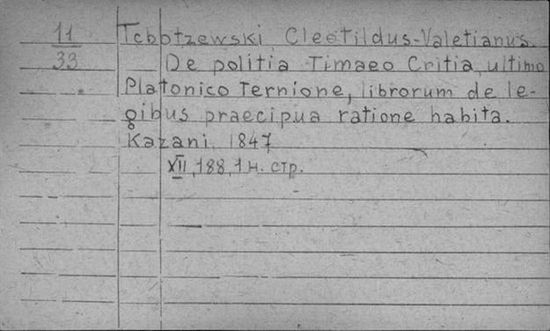 11
33
Tchotzewski, Cleotildus-Valetianus.
De politia Timaeo Critia, ultimo
Platonico ternione, librorum de le-
gibus praecipua ratione habita.
Kazani, 1847
XII, 188, 1 н. стр.